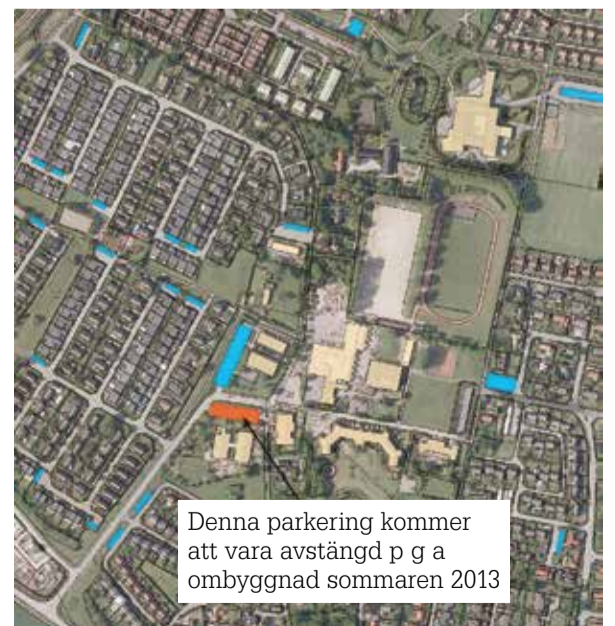 Denna parkering kommer
att vara avstängd p g a
ombyggnad sommaren 2013